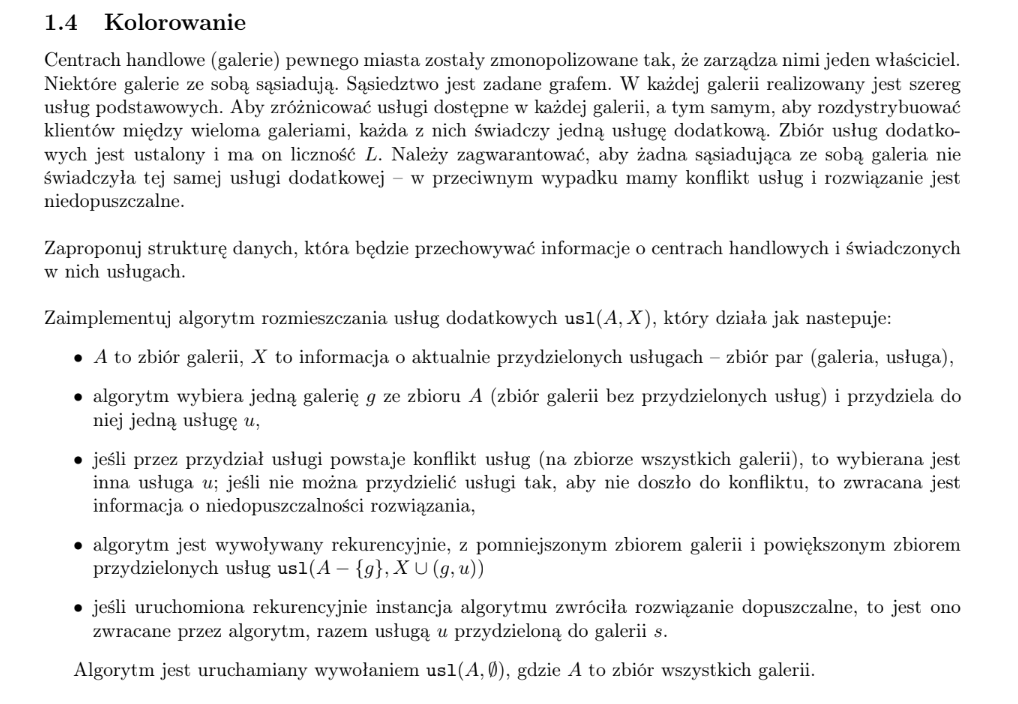 1.4 Kolorowanie
Centrach handlowe (galerie) pewnego miasta zostały zmonopolizowane tak, że zarządza nimi jeden właściciel.
Niektóre galerie ze sobą sąsiadują. Sąsiedztwo jest zadane grafem. W każdej galerii realizowany jest szereg
usług podstawowych. Aby zróżnicować usługi dostępne w każdej galerii, a tym samym, aby rozdystrybuować
klientów między wieloma galeriami, każda z nich świadczy jedną usługę dodatkową. Zbiór usług dodatko-
wych jest ustalony i ma on liczność L. Należy zagwarantować, aby żadna sąsiadująca ze sobą galeria nie
świadczyła tej samej usługi dodatkowej – w przeciwnym wypadku mamy konflikt usług i rozwiązanie jest
niedopuszczalne.
Zaproponuj strukturę danych, która będzie przechowywać informacje o centrach handlowych i świadczonych
w nich usługach.
Zaimplementuj algorytm rozmieszczania usług dodatkowych usl(A, X), który działa jak nastepuje:
• A to zbiór galerii, X to informacja o aktualnie przydzielonych usługach – zbiór par (galeria, usługa),
• algorytm wybiera jedną galerię g ze zbioru A (zbiór galerii bez przydzielonych usług) i przydziela do
niej jedną usługę u,
• jeśli przez przydział usługi powstaje konflikt usług (na zbiorze wszystkich galerii), to wybierana jest
inna usługa u; jeśli nie można przydzielić usługi tak, aby nie doszło do konfliktu, to zwracana jest
informacja o niedopuszczalności rozwiązania,
• algorytm jest wywoływany rekurencyjnie, z pomniejszonym zbiorem galerii i powiększonym zbiorem
przydzielonych usług usl(A − {g}, X ∪ (g, u))
• jeśli uruchomiona rekurencyjnie instancja algorytmu zwróciła rozwiązanie dopuszczalne, to jest ono
zwracane przez algorytm, razem usługą u przydzieloną do galerii s.
Algorytm jest uruchamiany wywołaniem usl(A, ∅), gdzie A to zbiór wszystkich galerii.